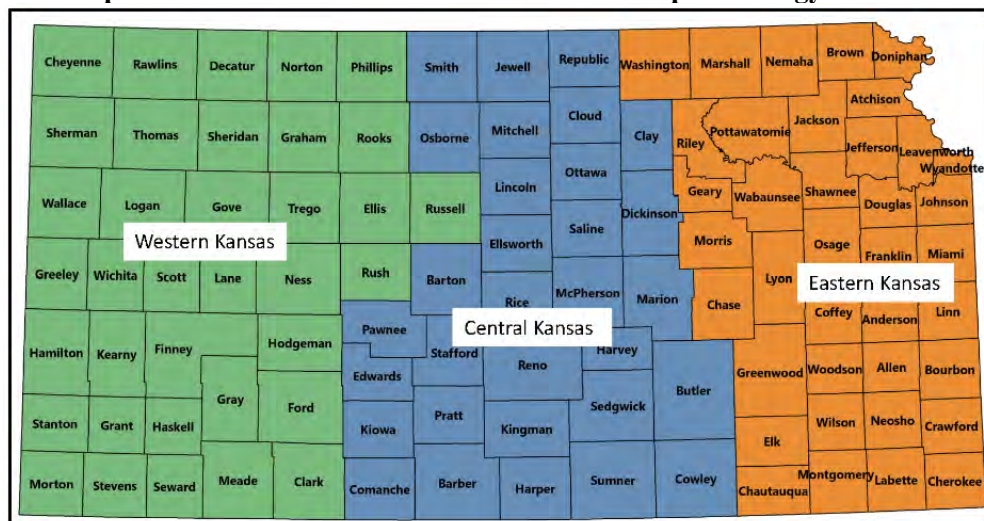 Cheyenne Rawlins Decatur Norton Phillips Smith Jewell Republic Washington Marshall Nemaha Brown Doniphan
Sherman Thomas Sheridan Graham Rooks Osborne Mitchell Cloud Clay Riley Pottawatomie Jackson Atchison
Jefferson Leavenworth
Wyandotte
Wallace Logan Gove Trego Ellis Russell Lincoln Ottawa Dickinson Geary Wabaunsee Shawnee Douglas Johnson
Western Kansas
Ellsworth Saline Morris Osage Franklin Miami
Greeley Wichita Scott Lane Ness Rush Barton Rice McPherson Marion Chase Lyon
Eastern Kansas
Coffey Anderson Linn
Central Kansas
Hamilton Kearny Finney Hodgeman Pawnee Stafford Reno Harvey Greenwood Woodson Allen Bourbon
Edwards Sedgwick Butler
Stanton Grant Haskell Gray Ford Kiowa Pratt Kingman Elk Wilson Neosho Crawford
Morton Stevens Seward Meade Clark Comanche Barber Harper Sumner Cowley Chautauqua Montgomery Labette Cherokee